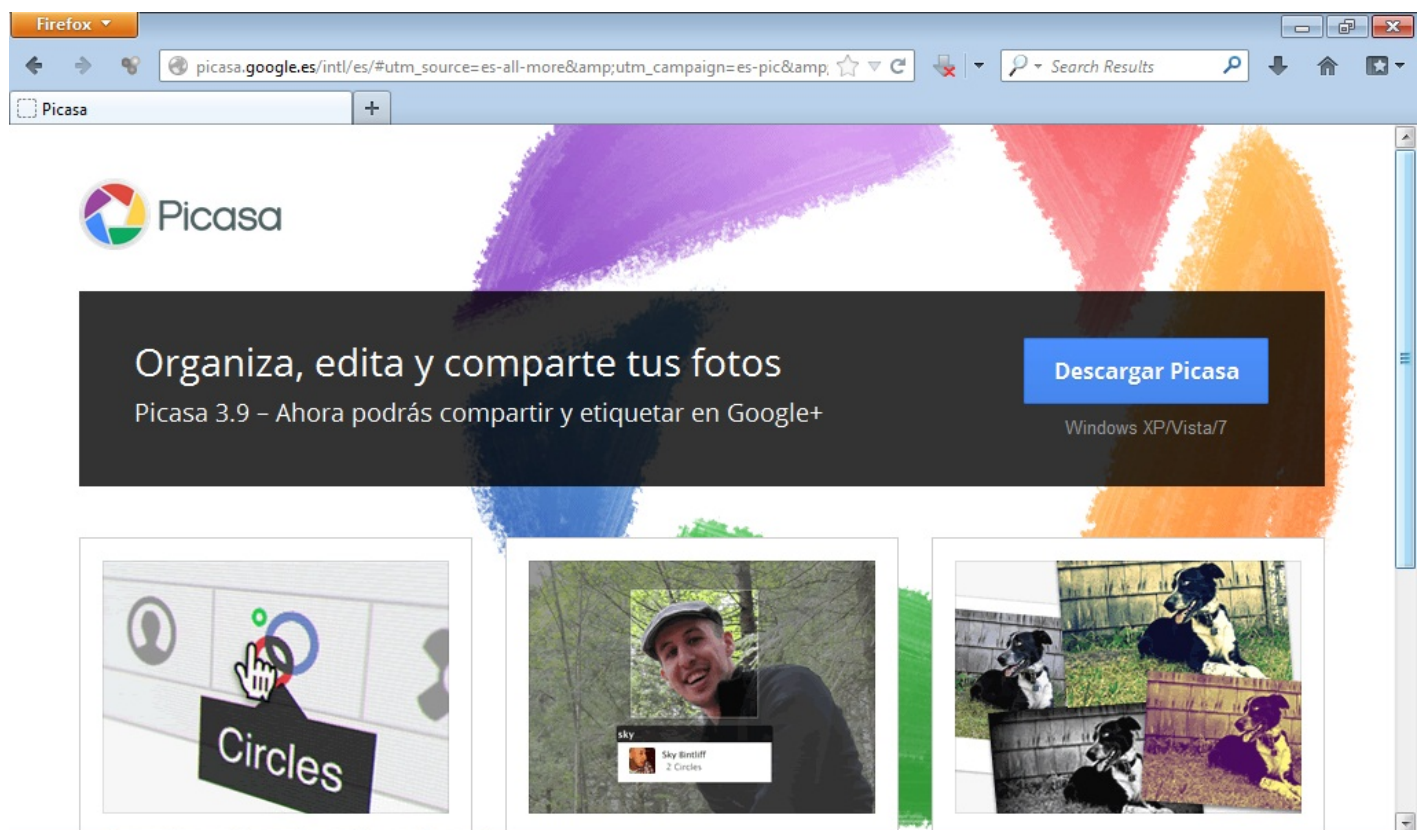 Firefox
picasa.google.es/intl/es/#utm_source=es-all-more&amp;utm_campaign=es-pic&amp;
Search Results
Picasa
Picasa
Organiza, edita y comparte tus fotos
Picasa 3.9 – Ahora podrás compartir y etiquetar en Google+
Descargar Picasa
Windows XP/Vista/7
Circles
sky
Sky Bintliff
2 Circles